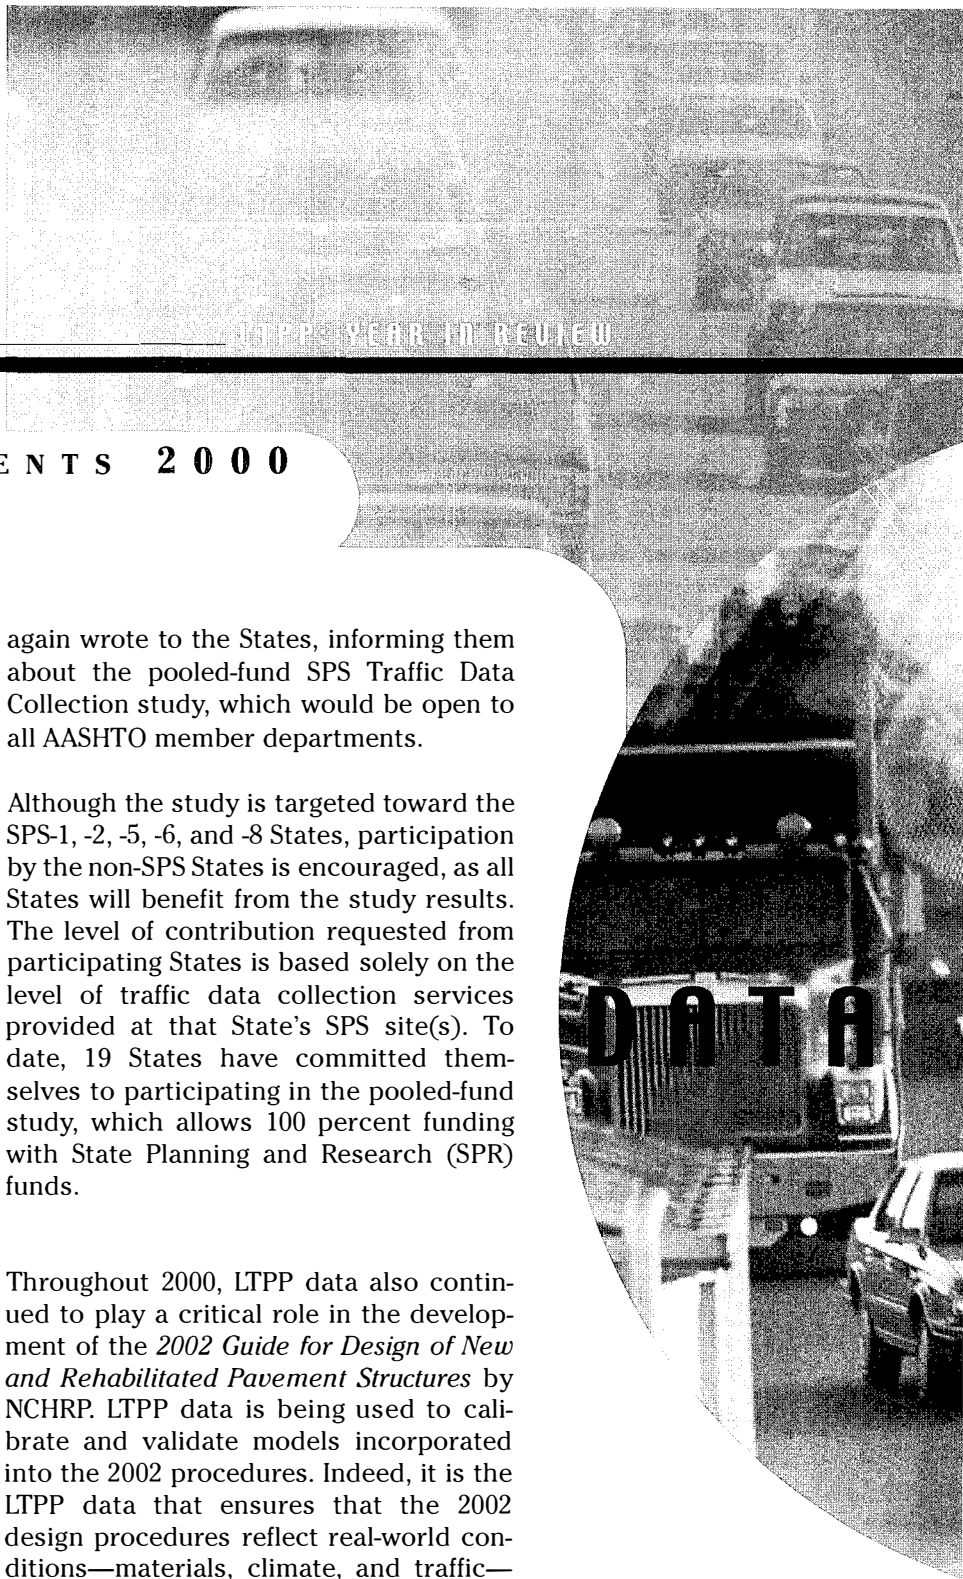 LTPP: YEAR IN REVIEW
ENTS 2000
again wrote to the States, informing them
about the pooled-fund SPS Traffic Data
Collection study, which would be open to
all AASHTO member departments.
Although the study is targeted toward the
SPS-1, -2, -5, -6, and -8 States, participation
by the non-SPS States is encouraged, as all
States will benefit from the study results.
The level of contribution requested from
participating States is based solely on the
level of traffic data collection services
provided at that State's SPS site(s). To
date, 19 States have committed them-
selves to participating in the pooled-fund
study, which allows 100 percent funding
with State Planning and Research (SPR)
funds.
DATA
Throughout 2000, LTPP data also contin-
ued to play a critical role in the develop-
ment of the 2002 Guide for Design of New
and Rehabilitated Pavement Structures by
NCHRP. LTPP data is being used to cali-
brate and validate models incorporated
into the 2002 procedures. Indeed, it is the
LTPP data that ensures that the 2002
design procedures reflect real-world con-
ditions—materials, climate, and traffic—